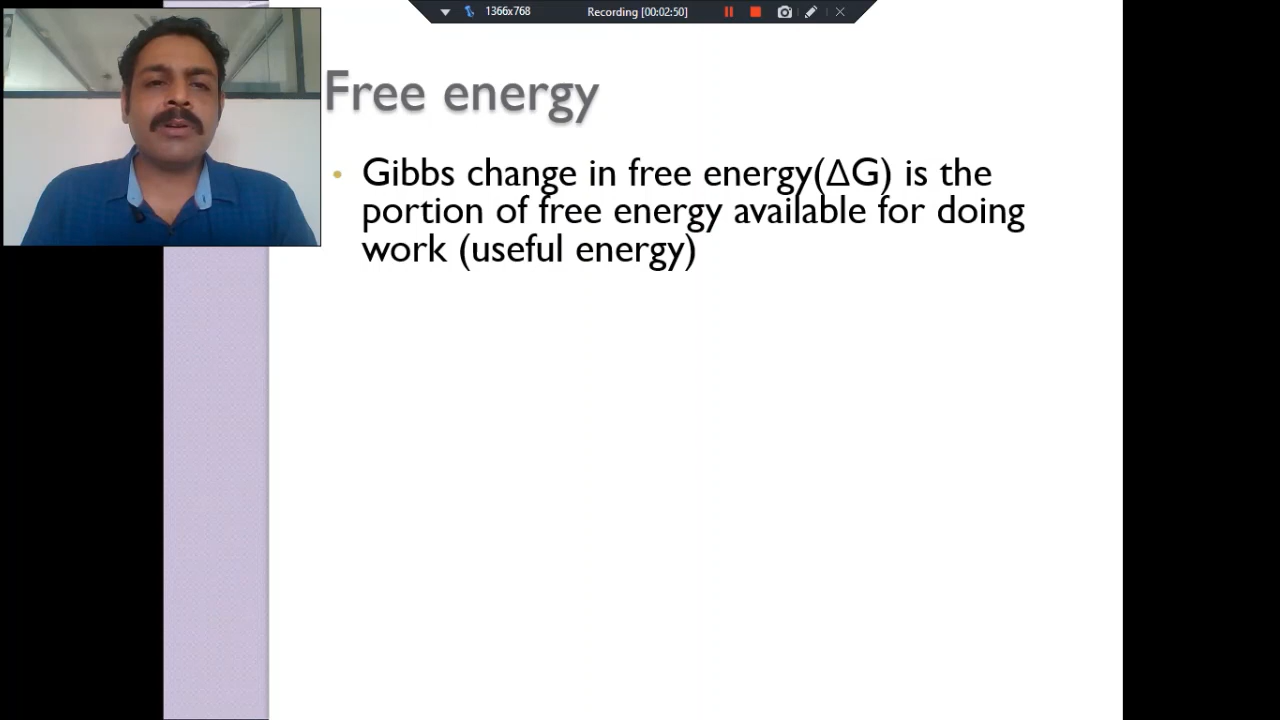 1366x768
Recording [00:02:50]
Free energy
• Gibbs change in free energy(ΔG) is the
portion of free energy available for doing
work (useful energy)